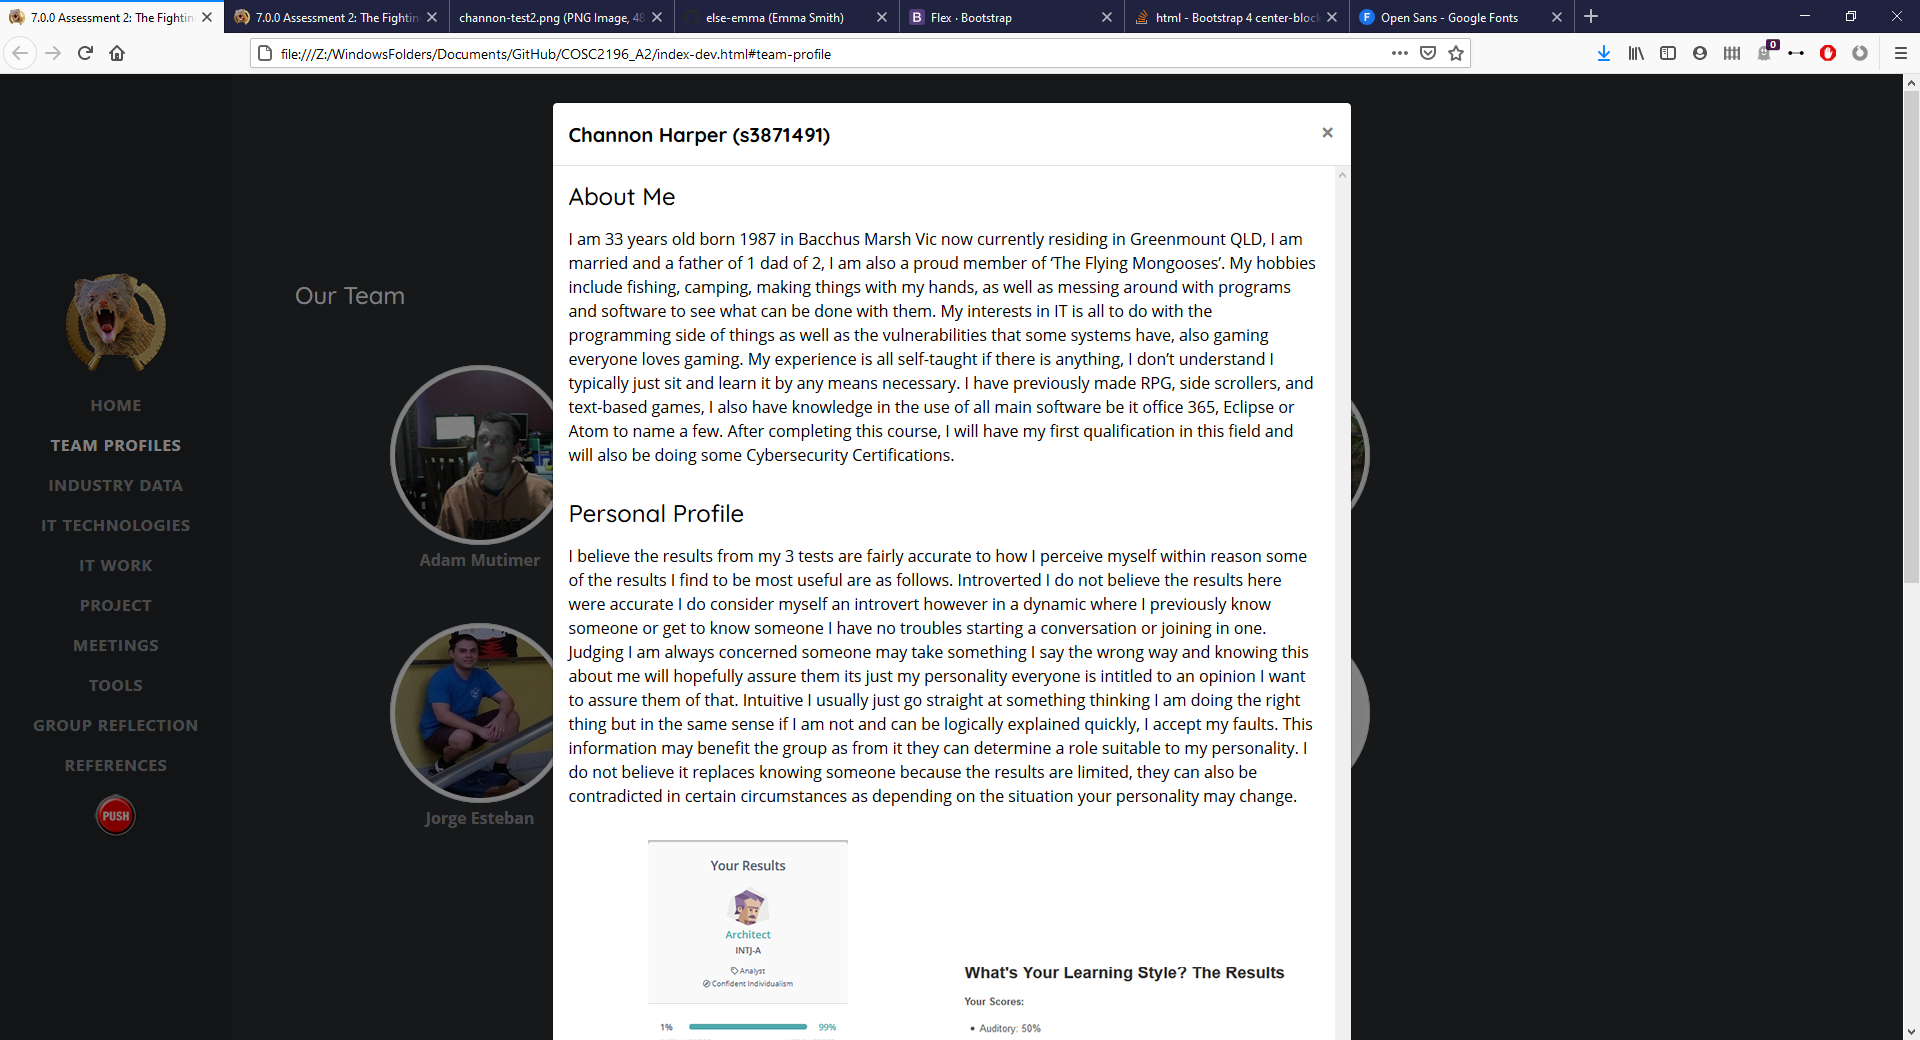 7.0.0 Assessment 2: The Fightin
7.0.0 Assessment 2: The Fightin
channon-test2.png (PNG Image, 48
else-emma (Emma Smith)
Flex · Bootstrap
html - Bootstrap 4 center-bloc
Open Sans - Google Fonts
file:///Z:/WindowsFolders/Documents/GitHub/COSC2196_A2/index-dev.html#team-profile
0
HOME
TEAM PROFILES
INDUSTRY DATA
IT TECHNOLOGIES
IT WORK
PROJECT
MEETINGS
TOOLS
GROUP REFLECTION
REFERENCES
PUSH
Our Team
Adam Mutimer
Jorge Esteban
Channon Harper (s3871491)
×
About Me
I am 33 years old born 1987 in Bacchus Marsh Vic now currently residing in Greenmount QLD, I am
married and a father of 1 dad of 2, I am also a proud member of ‘The Flying Mongooses’. My hobbies
include fishing, camping, making things with my hands, as well as messing around with programs
and software to see what can be done with them. My interests in IT is all to do with the
programming side of things as well as the vulnerabilities that some systems have, also gaming
everyone loves gaming. My experience is all self-taught if there is anything, I don’t understand I
typically just sit and learn it by any means necessary. I have previously made RPG, side scrollers, and
text-based games, I also have knowledge in the use of all main software be it office 365, Eclipse or
Atom to name a few. After completing this course, I will have my first qualification in this field and
will also be doing some Cybersecurity Certifications.
Personal Profile
I believe the results from my 3 tests are fairly accurate to how I perceive myself within reason some
of the results I find to be most useful are as follows. Introverted I do not believe the results here
were accurate I do consider myself an introvert however in a dynamic where I previously know
someone or get to know someone I have no troubles starting a conversation or joining in one.
Judging I am always concerned someone may take something I say the wrong way and knowing this
about me will hopefully assure them its just my personality everyone is intitled to an opinion I want
to assure them of that. Intuitive I usually just go straight at something thinking I am doing the right
thing but in the same sense if I am not and can be logically explained quickly, I accept my faults. This
information may benefit the group as from it they can determine a role suitable to my personality. I
do not believe it replaces knowing someone because the results are limited, they can also be
contradicted in certain circumstances as depending on the situation your personality may change.
Your Results
Architect
INTJ-A
Analyst
Confident Individualism
1% 99%
What's Your Learning Style? The Results
Your Scores:
• Auditory: 50%